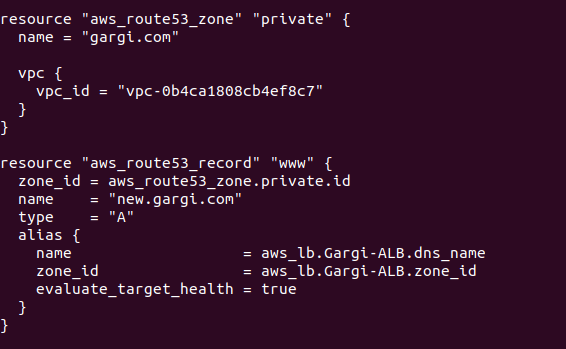 resource "aws_route53_zone" "private" {
  name = "gargi.com"

  vpc {
    vpc_id = "vpc-0b4ca1808cb4ef8c7"
  }
}

resource "aws_route53_record" "www" {
  zone_id = aws_route53_zone.private.id
  name    = "new.gargi.com"
  type    = "A"
  alias {
    name                   = aws_lb.Gargi-ALB.dns_name
    zone_id                = aws_lb.Gargi-ALB.zone_id
    evaluate_target_health = true
  }
}